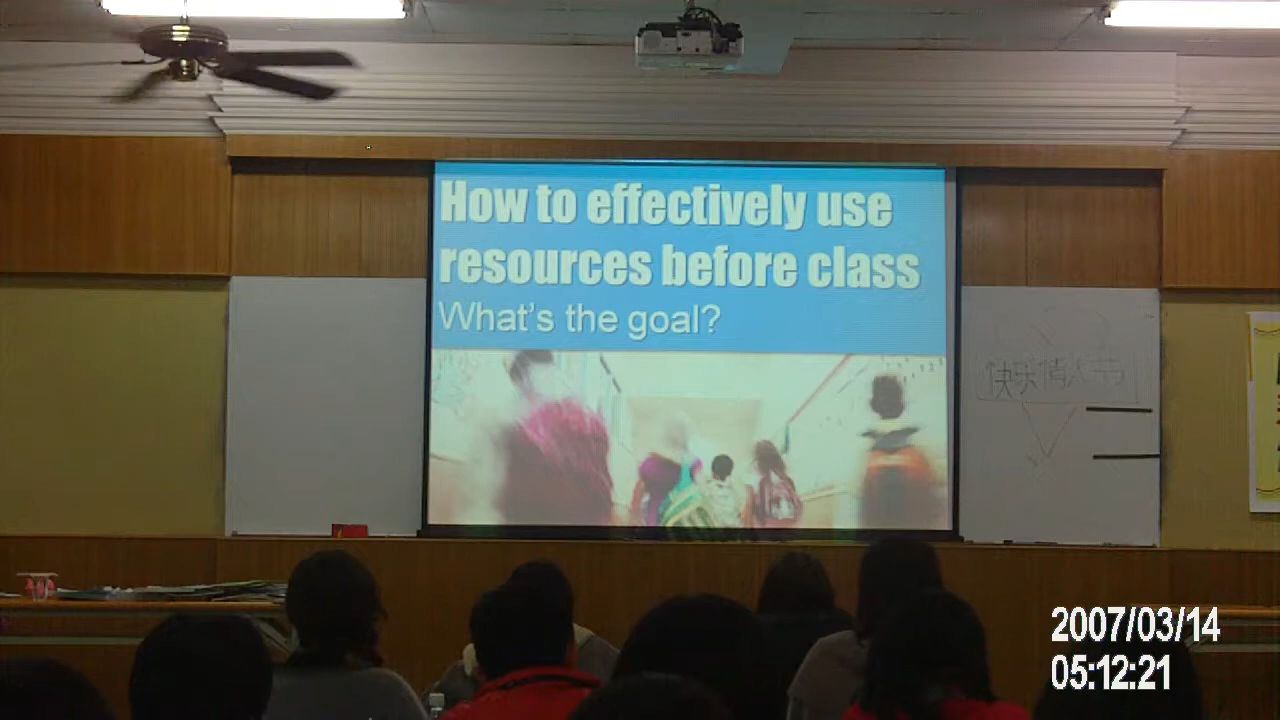 How to effectively use
resources before class
What's the goal?
快乐情人节
2007/03/14
05:12:21